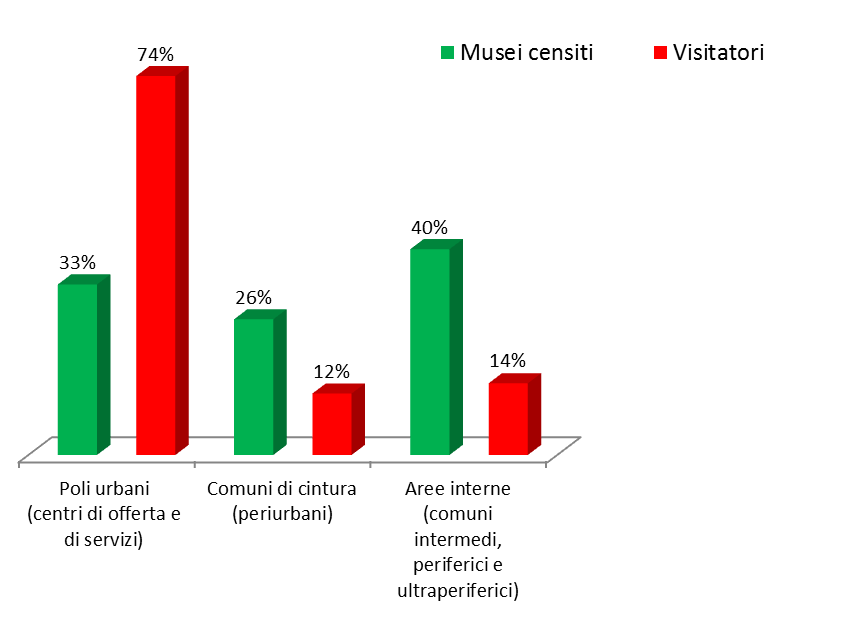 Musei censiti
Visitatori
74%
33%
26%
12%
40%
14%
Poli urbani
(centri di offerta e
di servizi)
Comuni di cintura
(periurbani)
Aree interne
(comuni
intermedi,
periferici e
ultraperiferici)